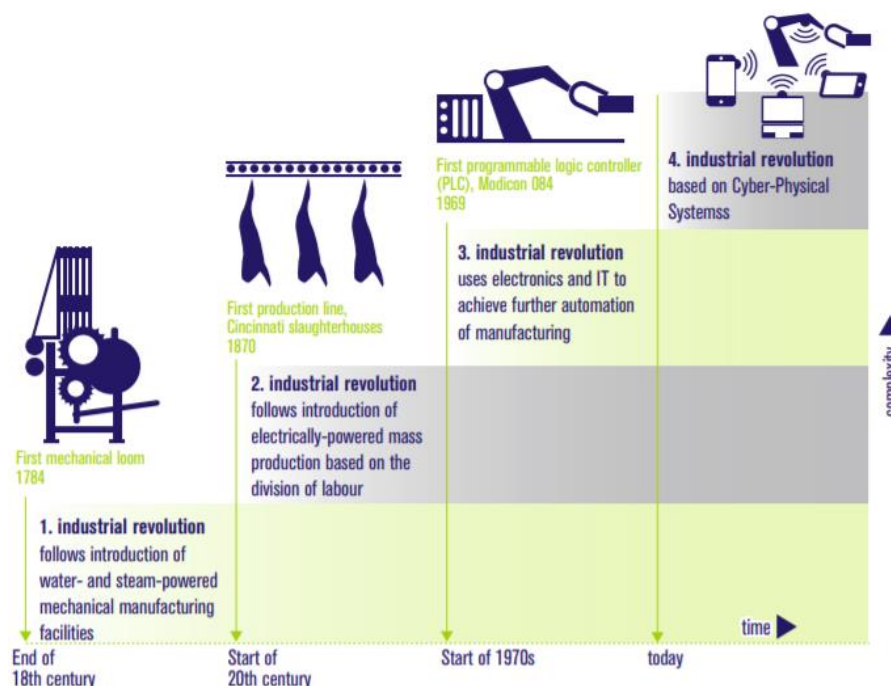 First mechanical loom
1784
1. industrial revolution
follows introduction of
water- and steam-powered
mechanical manufacturing
facilities
End of
18th century
First production line,
Cincinnati slaughterhouses
1870
2. industrial revolution
follows introduction of
electrically-powered mass
production based on the
division of labour
Start of
20th century
First programmable logic controller
(PLC), Modicon 084
1969
3. industrial revolution
uses electronics and IT to
achieve further automation
of manufacturing
Start of 1970s
4. industrial revolution
based on Cyber-Physical
Systemss
today
time
complexity